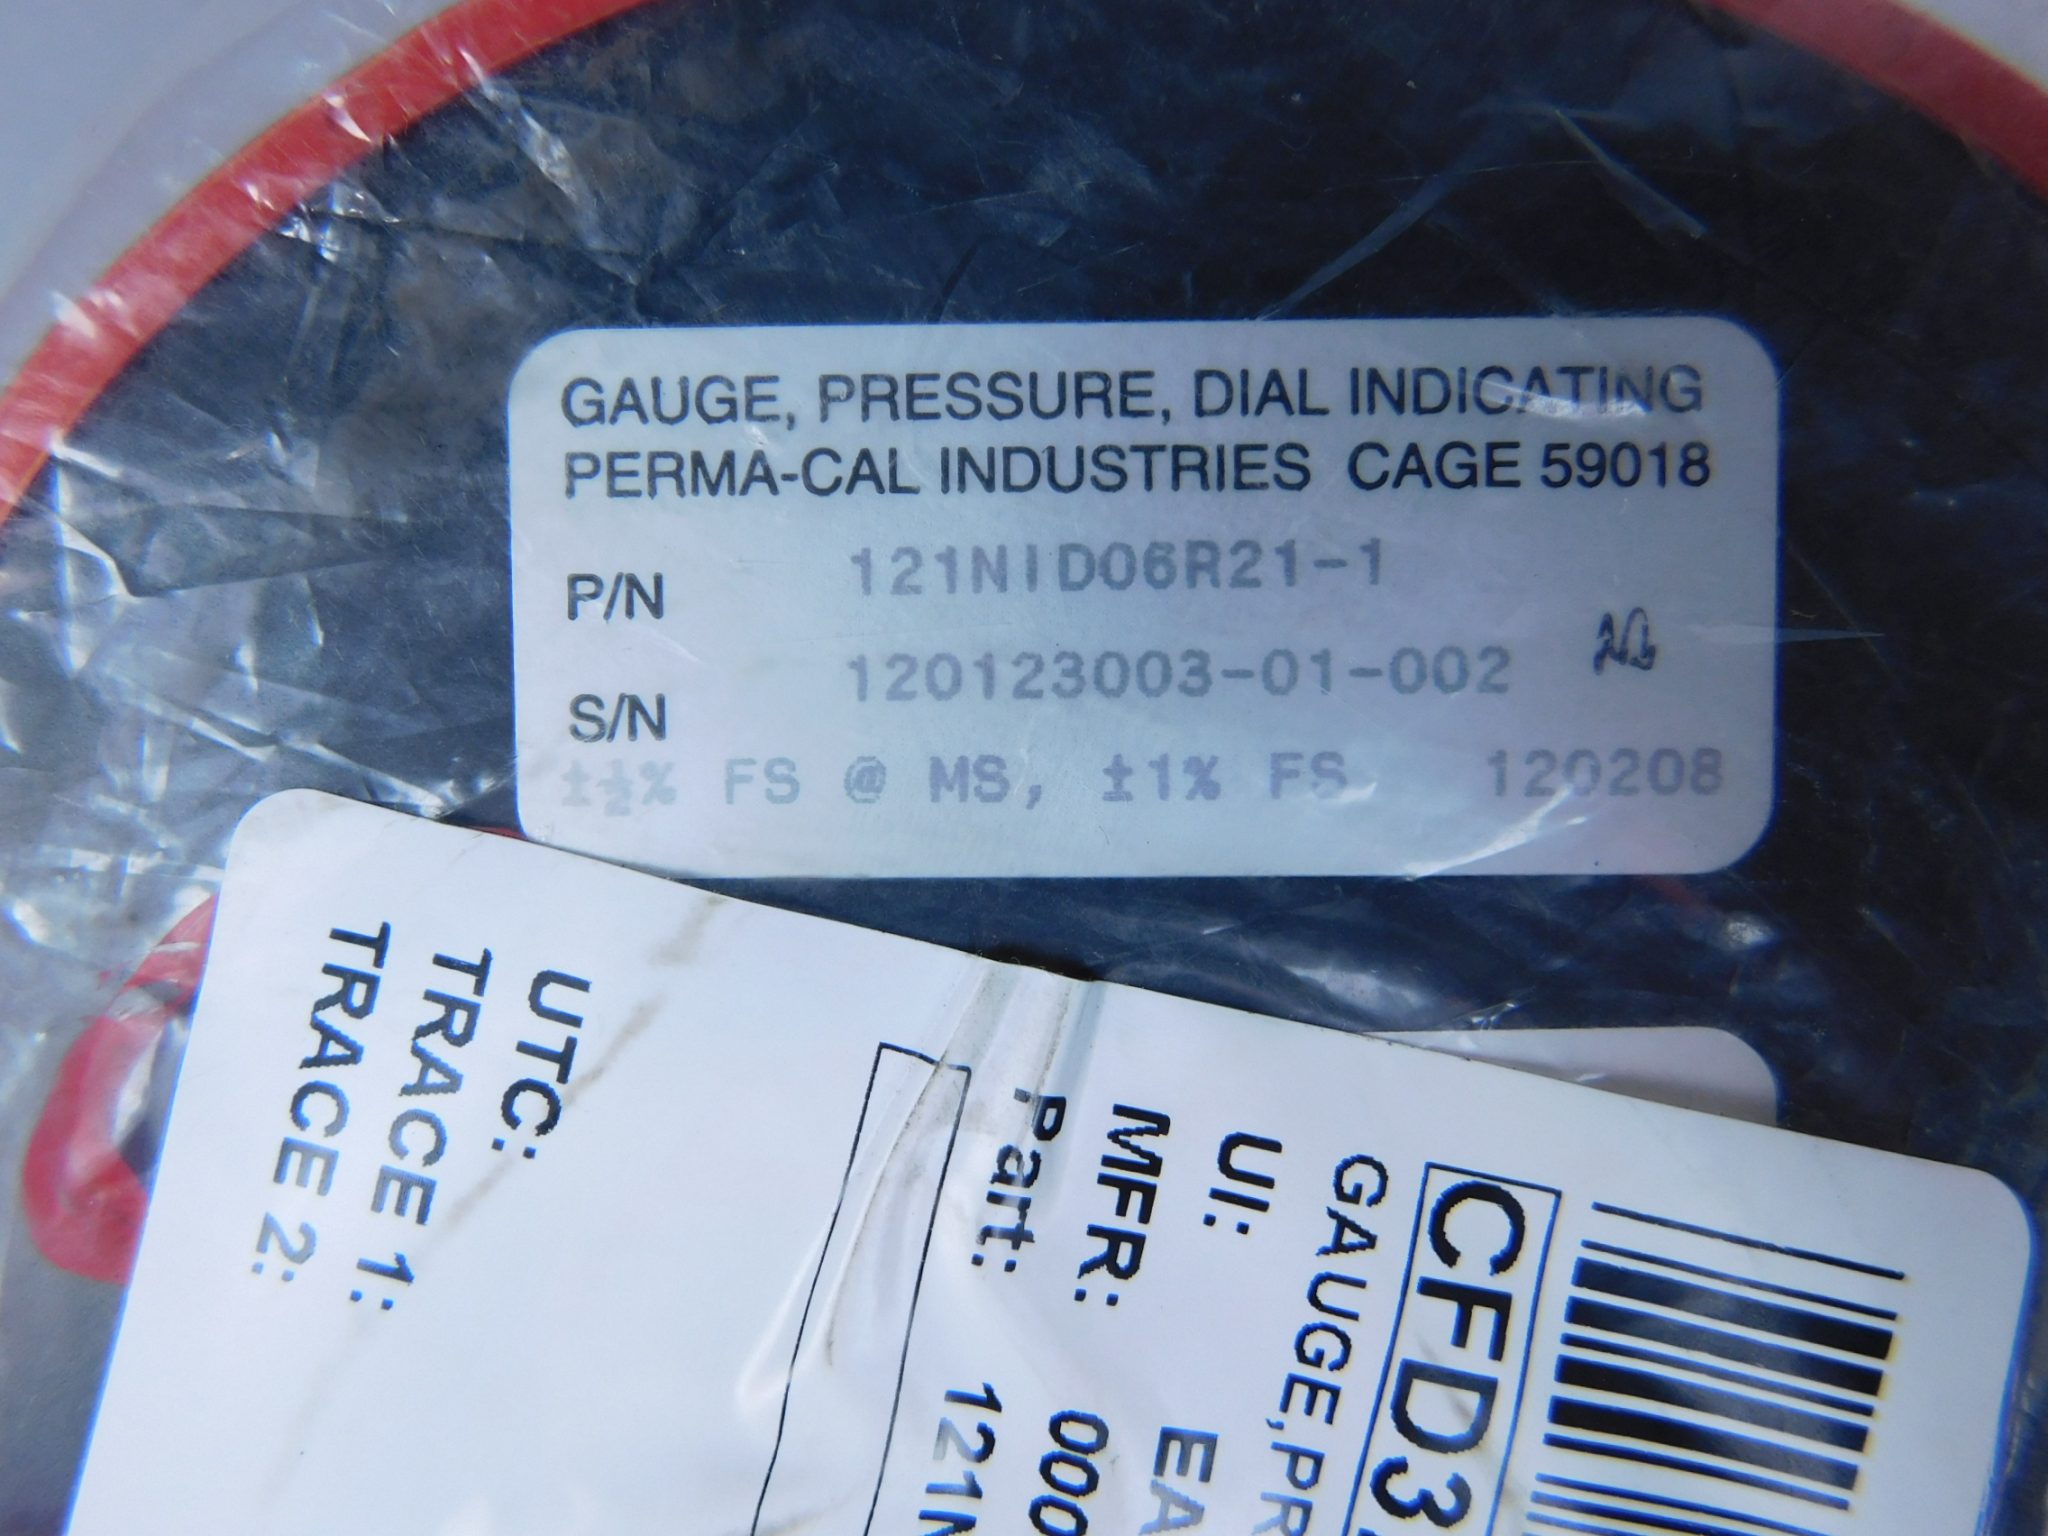 GAUGE, PRESSURE, DIAL INDICATING
PERMA-CAL INDUSTRIES CAGE 59018
P/N 121NID06R21-1
S/N 120123003-01-002
±½% FS @ MS, ±1% FS 120208
CFD3
GAUGE,PR
UI: EA
MFR: 000
Part: 121N
UTC:
TRACE 1:
TRACE 2: